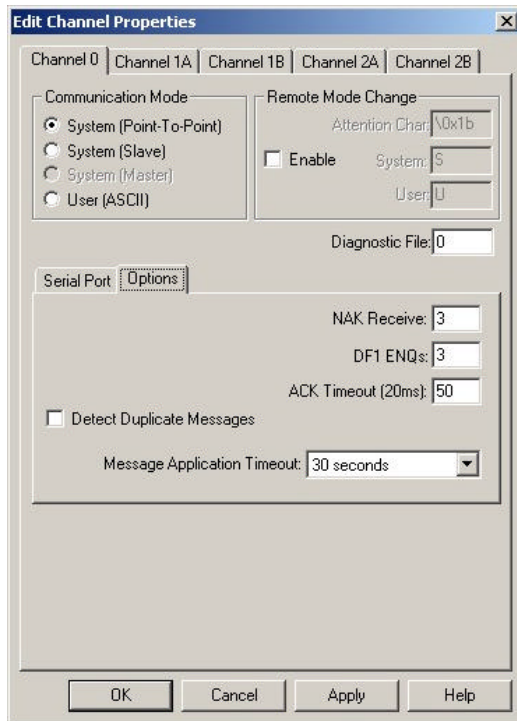 Edit Channel Properties
Channel 0 Channel 1A Channel 1B Channel 2A Channel 2B
Communication Mode
System (Point-To-Point)
System (Slave)
System (Master)
User (ASCII)
Remote Mode Change
Attention Char: \0x1b
Enable System: S
User: U
Diagnostic File: 0
Serial Port Options
NAK Receive: 3
DF1 ENQs: 3
ACK Timeout (20ms): 50
Detect Duplicate Messages
Message Application Timeout: 30 seconds
OK Cancel Apply Help